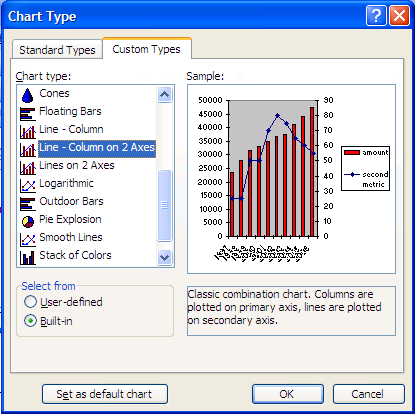 Chart Type
Standard Types
Custom Types
Chart type:
Cones
Floating Bars
Line - Column
Line - Column on 2 Axes
Lines on 2 Axes
Logarithmic
Outdoor Bars
Pie Explosion
Smooth Lines
Stack of Colors
Select from
User-defined
Built-in
Sample:
50000
45000
40000
35000
30000
25000
20000
15000
10000
5000
0
90
80
70
60
50
40
30
20
10
0
amount
second
metric
Classic combination chart. Columns are
plotted on primary axis, lines are plotted
on secondary axis.
Set as default chart
OK
Cancel